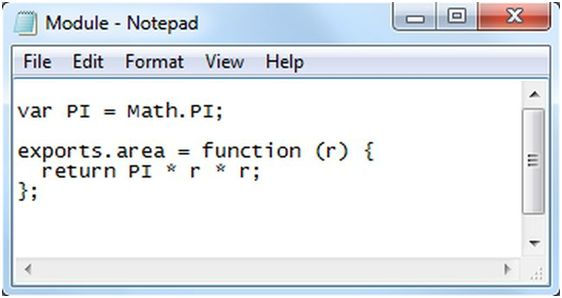 Module - Notepad
File Edit Format View Help
var PI = Math.PI;
exports.area = function (r) {
  return PI * r * r;
};